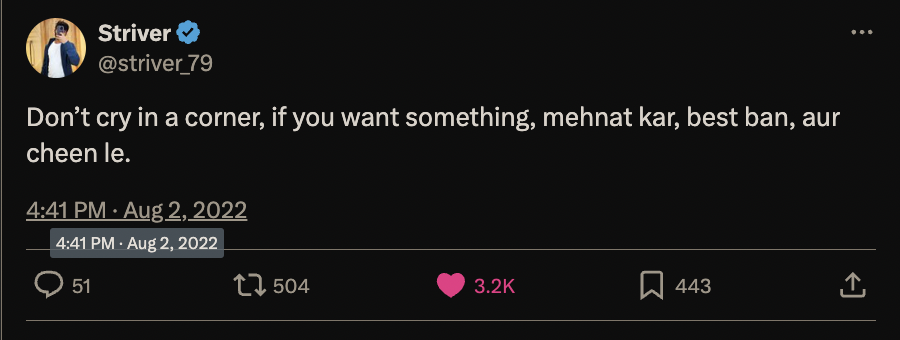 Striver
@striver_79
Don’t cry in a corner, if you want something, mehnat kar, best ban, aur
cheen le.
4:41 PM · Aug 2, 2022
4:41 PM · Aug 2, 2022
51 504 3.2K 443